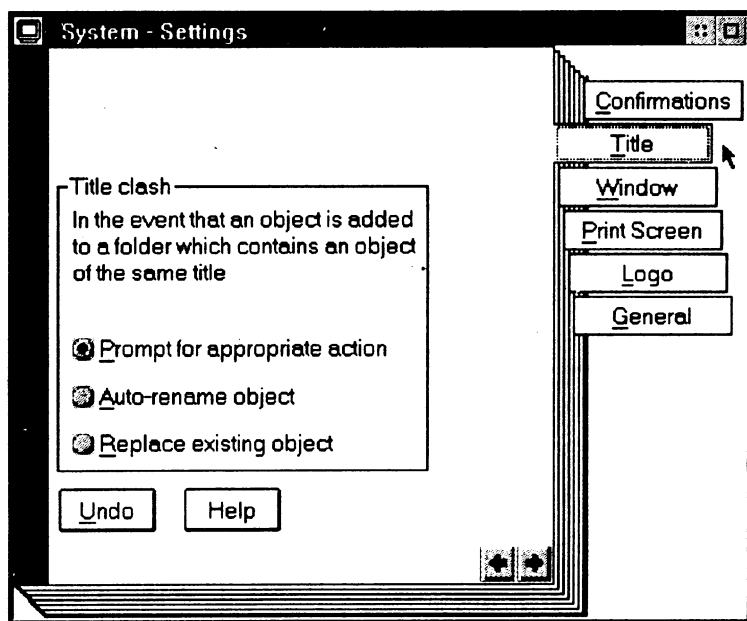 System - Settings
Confirmations
Title
Window
Print Screen
Logo
General
Title clash
In the event that an object is added
to a folder which contains an object
of the same title
Prompt for appropriate action
Auto-rename object
Replace existing object
Undo
Help